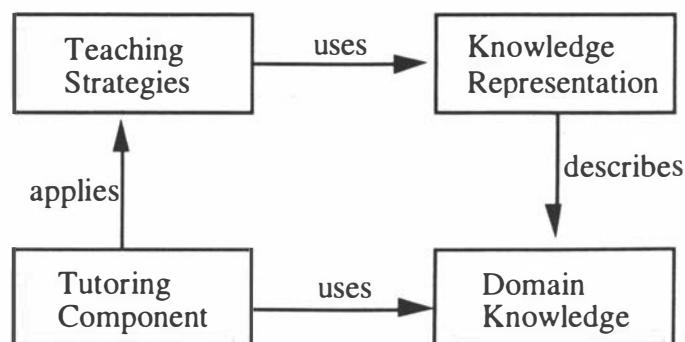 Teaching
Strategies
uses
Knowledge
Representation
applies
describes
Tutoring
Component
uses
Domain
Knowledge